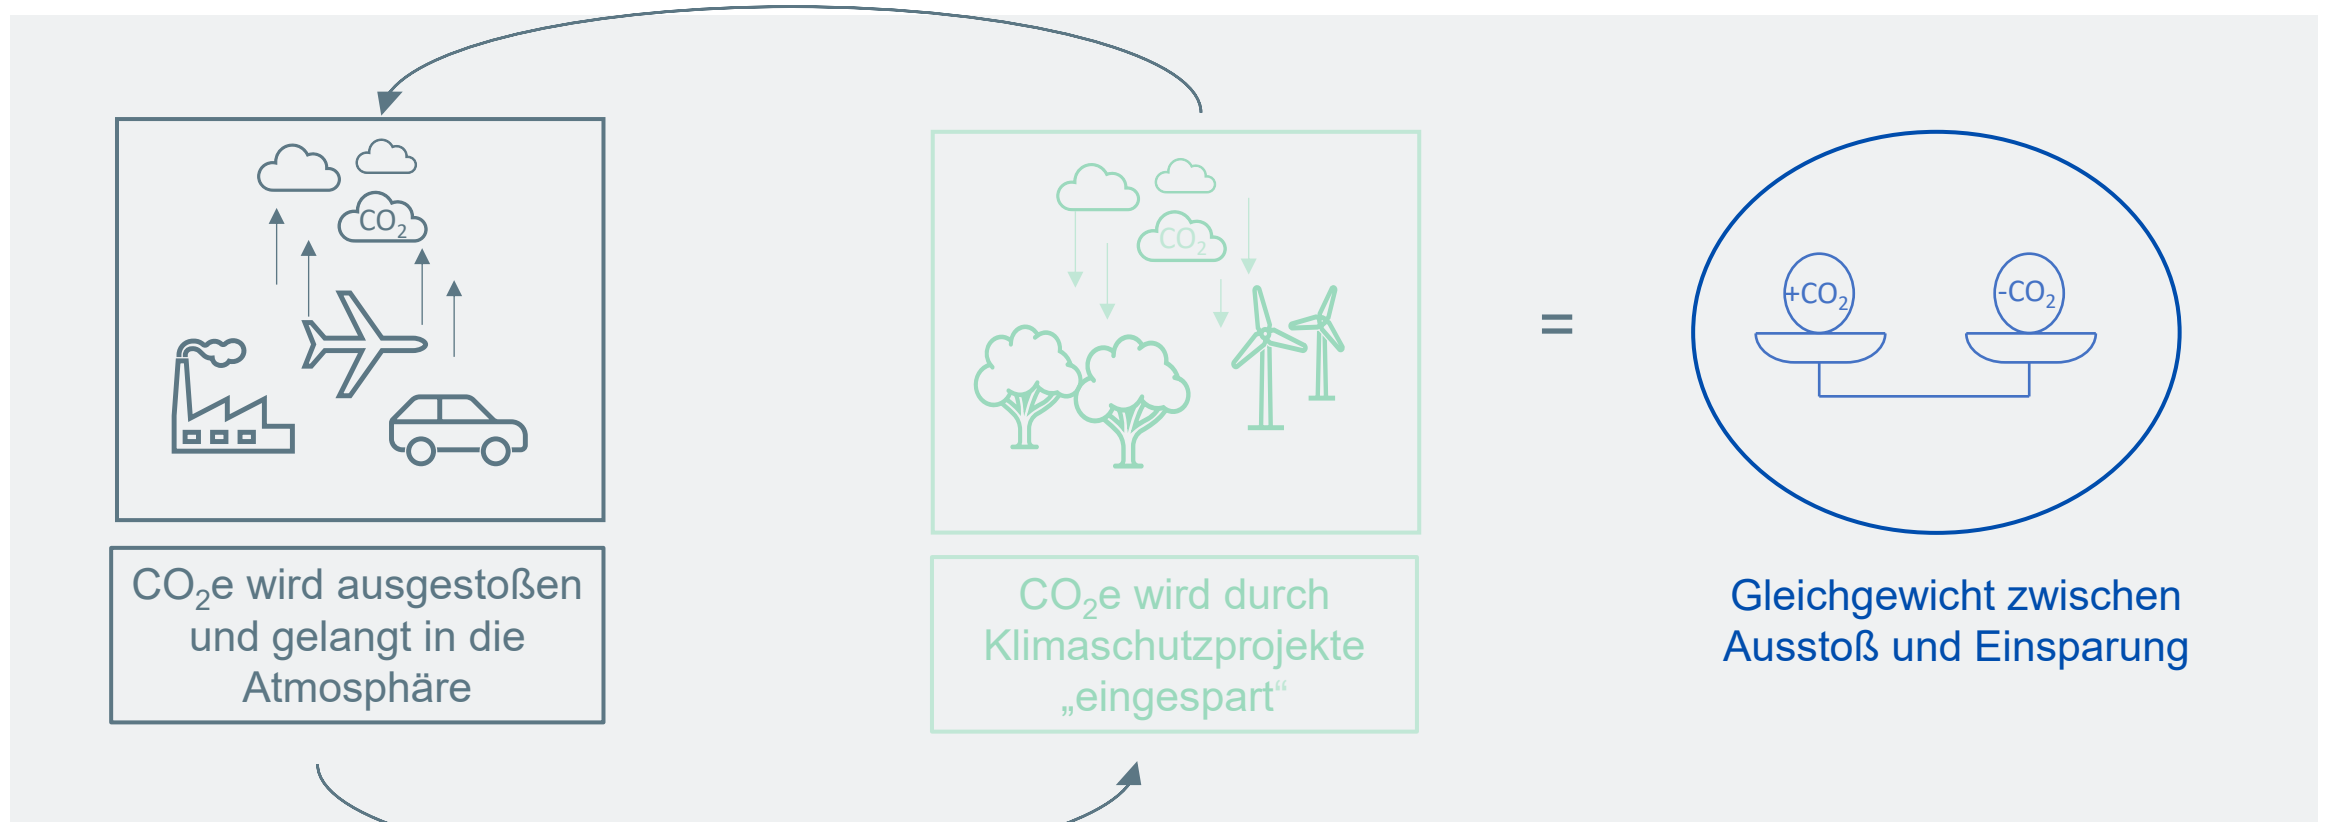 CO₂
CO₂e wird ausgestoßen
und gelangt in die
Atmosphäre
CO₂
CO₂e wird durch
Klimaschutzprojekte
„eingespart“
=
+CO₂
-CO₂
Gleichgewicht zwischen
Ausstoß und Einsparung